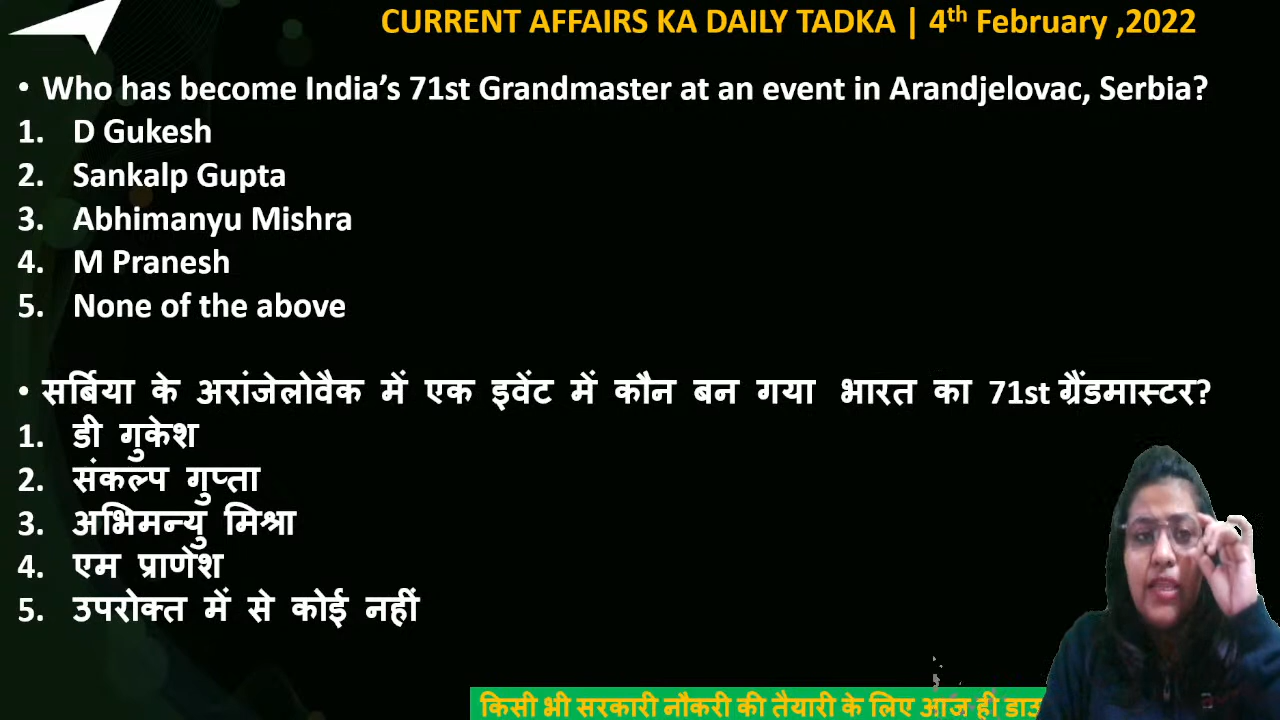 CURRENT AFFAIRS KA DAILY TADKA | 4th February ,2022
• Who has become India's 71st Grandmaster at an event in Arandjelovac, Serbia?
1. D Gukesh
2. Sankalp Gupta
3. Abhimanyu Mishra
4. M Pranesh
5. None of the above
• सर्बिया के अरांजेलोवैक में एक इवेंट में कौन बन गया भारत का 71st ग्रैंडमास्टर?
1. डी गुकेश
2. संकल्प गुप्ता
3. अभिमन्यु मिश्रा
4. एम प्राणेश
5. उपरोक्त में से कोई नहीं
किसी भी सरकारी नौकरी की तैयारी के लिए आज ही